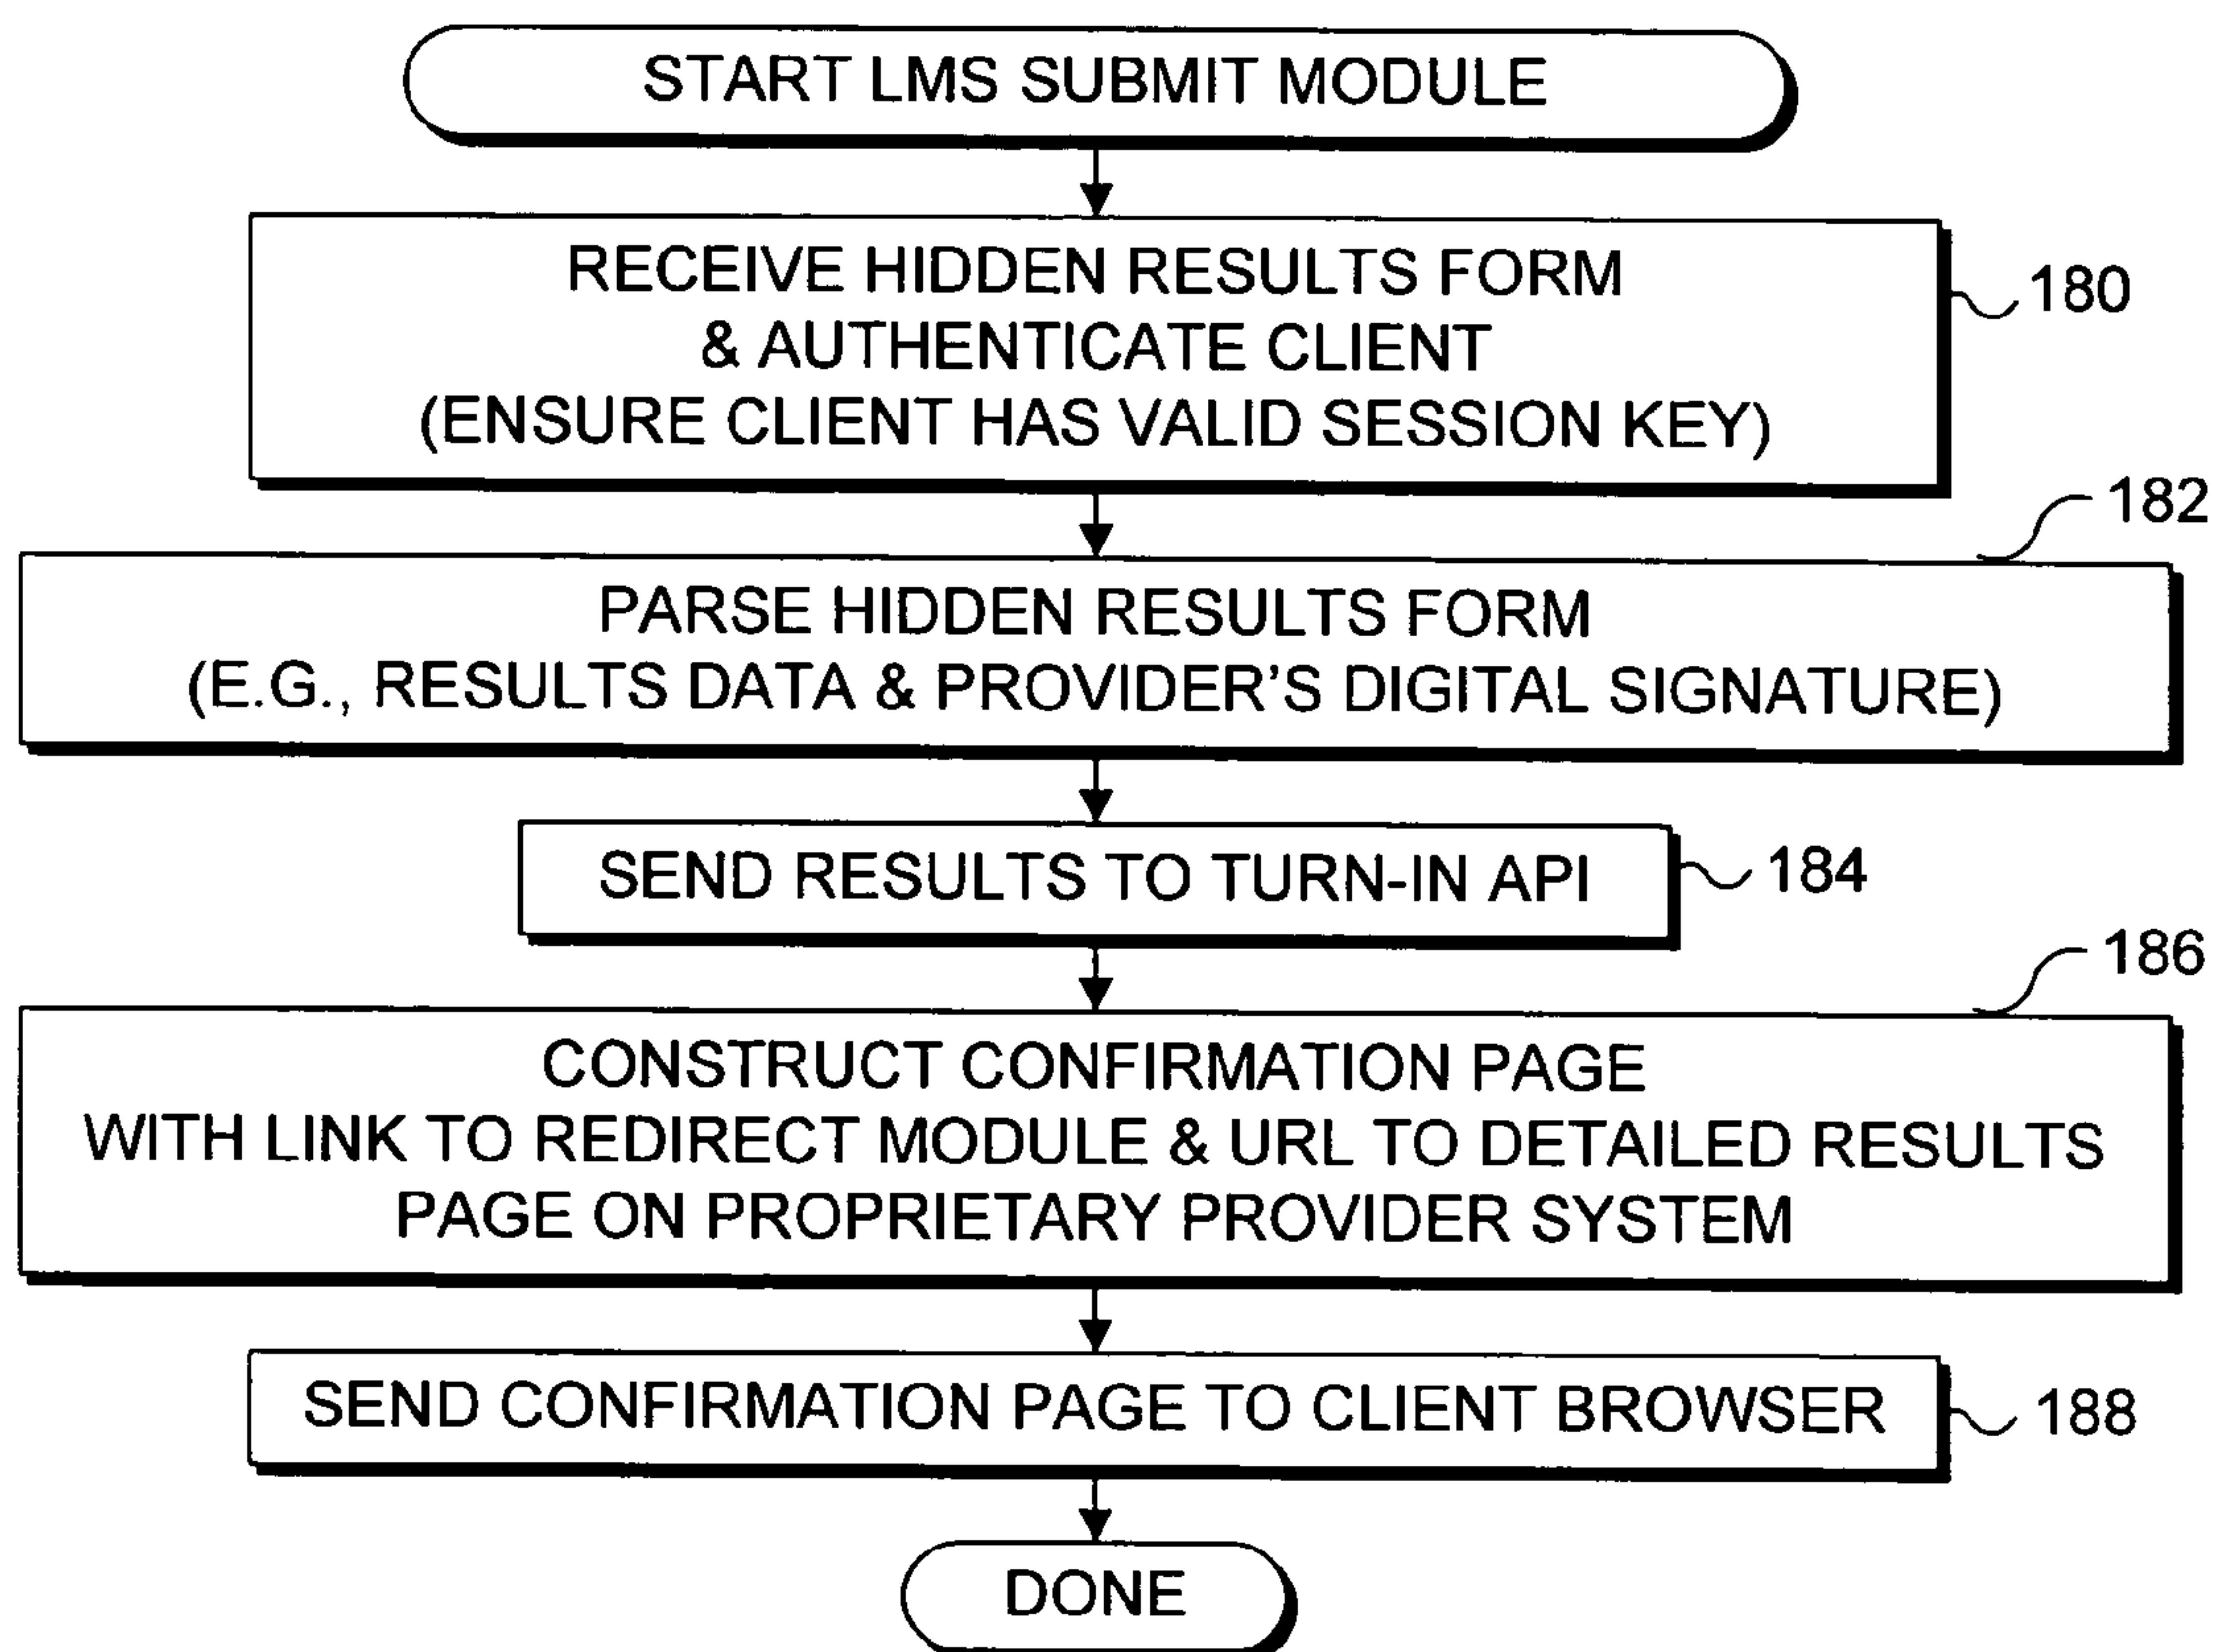 START LMS SUBMIT MODULE
RECEIVE HIDDEN RESULTS FORM
& AUTHENTICATE CLIENT
(ENSURE CLIENT HAS VALID SESSION KEY)
180
182
PARSE HIDDEN RESULTS FORM
(E.G., RESULTS DATA & PROVIDER'S DIGITAL SIGNATURE)
SEND RESULTS TO TURN-IN API
184
186
CONSTRUCT CONFIRMATION PAGE
WITH LINK TO REDIRECT MODULE & URL TO DETAILED RESULTS
PAGE ON PROPRIETARY PROVIDER SYSTEM
SEND CONFIRMATION PAGE TO CLIENT BROWSER
188
DONE